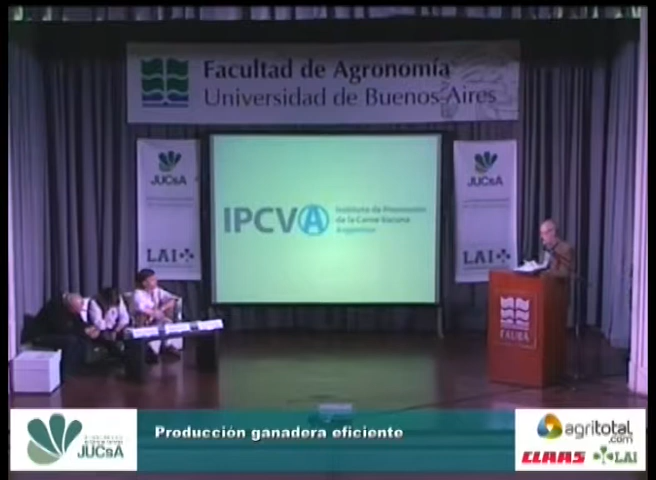 Facultad de Agronomía
Universidad de Buenos Aires
JUCsA
JUCsA
IPCVA
Instituto de Promoción
de la Carne Vacuna
Argentina
LAI
LAI
FAUBA
Producción ganadera eficiente
JUCsA
agritotal
.com
CLAAS
LAI